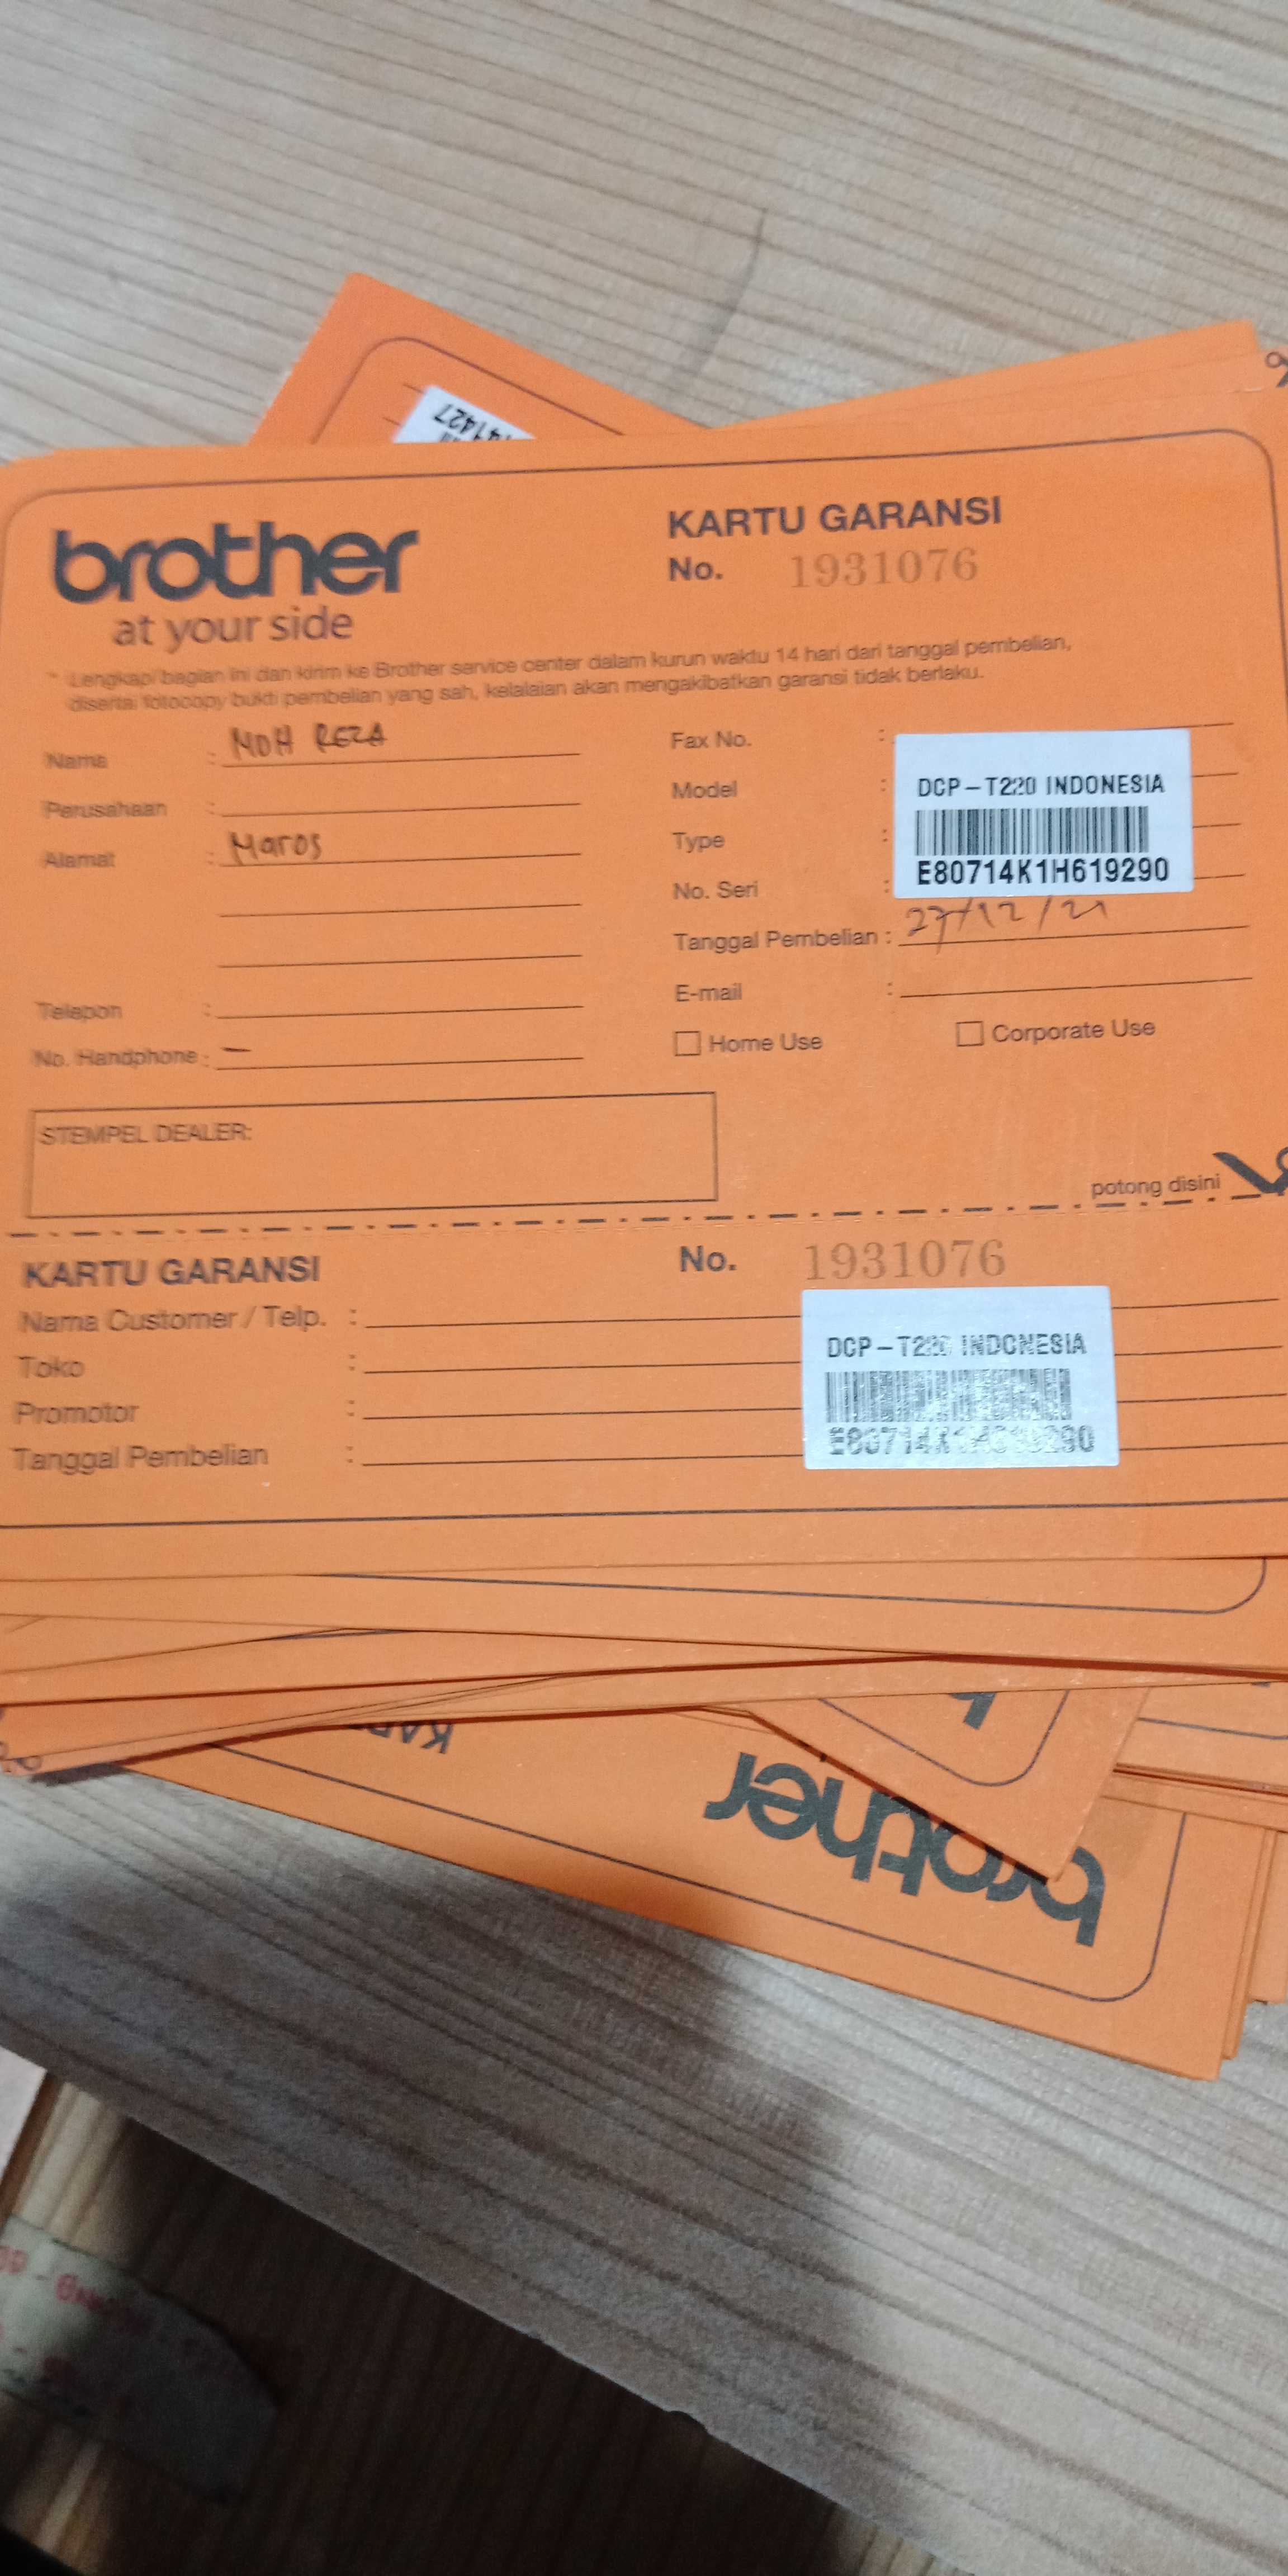 41427
brother
at your side
KARTU GARANSI
No. 1931076
* Lengkapi bagian ini dan kirim ke Brother service center dalam kurun waktu 14 hari dari tanggal pembelian,
disertai fotocopy bukti pembelian yang sah, kelalaian akan mengakibatkan garansi tidak berlaku.
Nama : MOH REZA
Perusahaan :
Alamat : Maros
Telepon :
No. Handphone : —
Fax No. :
Model :
Type :
No. Seri :
DCP-T220 INDONESIA
E80714K1H619290
Tanggal Pembelian : 27/12/21
E-mail :
Home Use
Corporate Use
STEMPEL DEALER:
potong disini
KARTU GARANSI
No. 1931076
Nama Customer / Telp. :
Toko :
Promotor :
Tanggal Pembelian :
DCP-T220 INDONESIA
E80714K1H619290
b
KART
brother